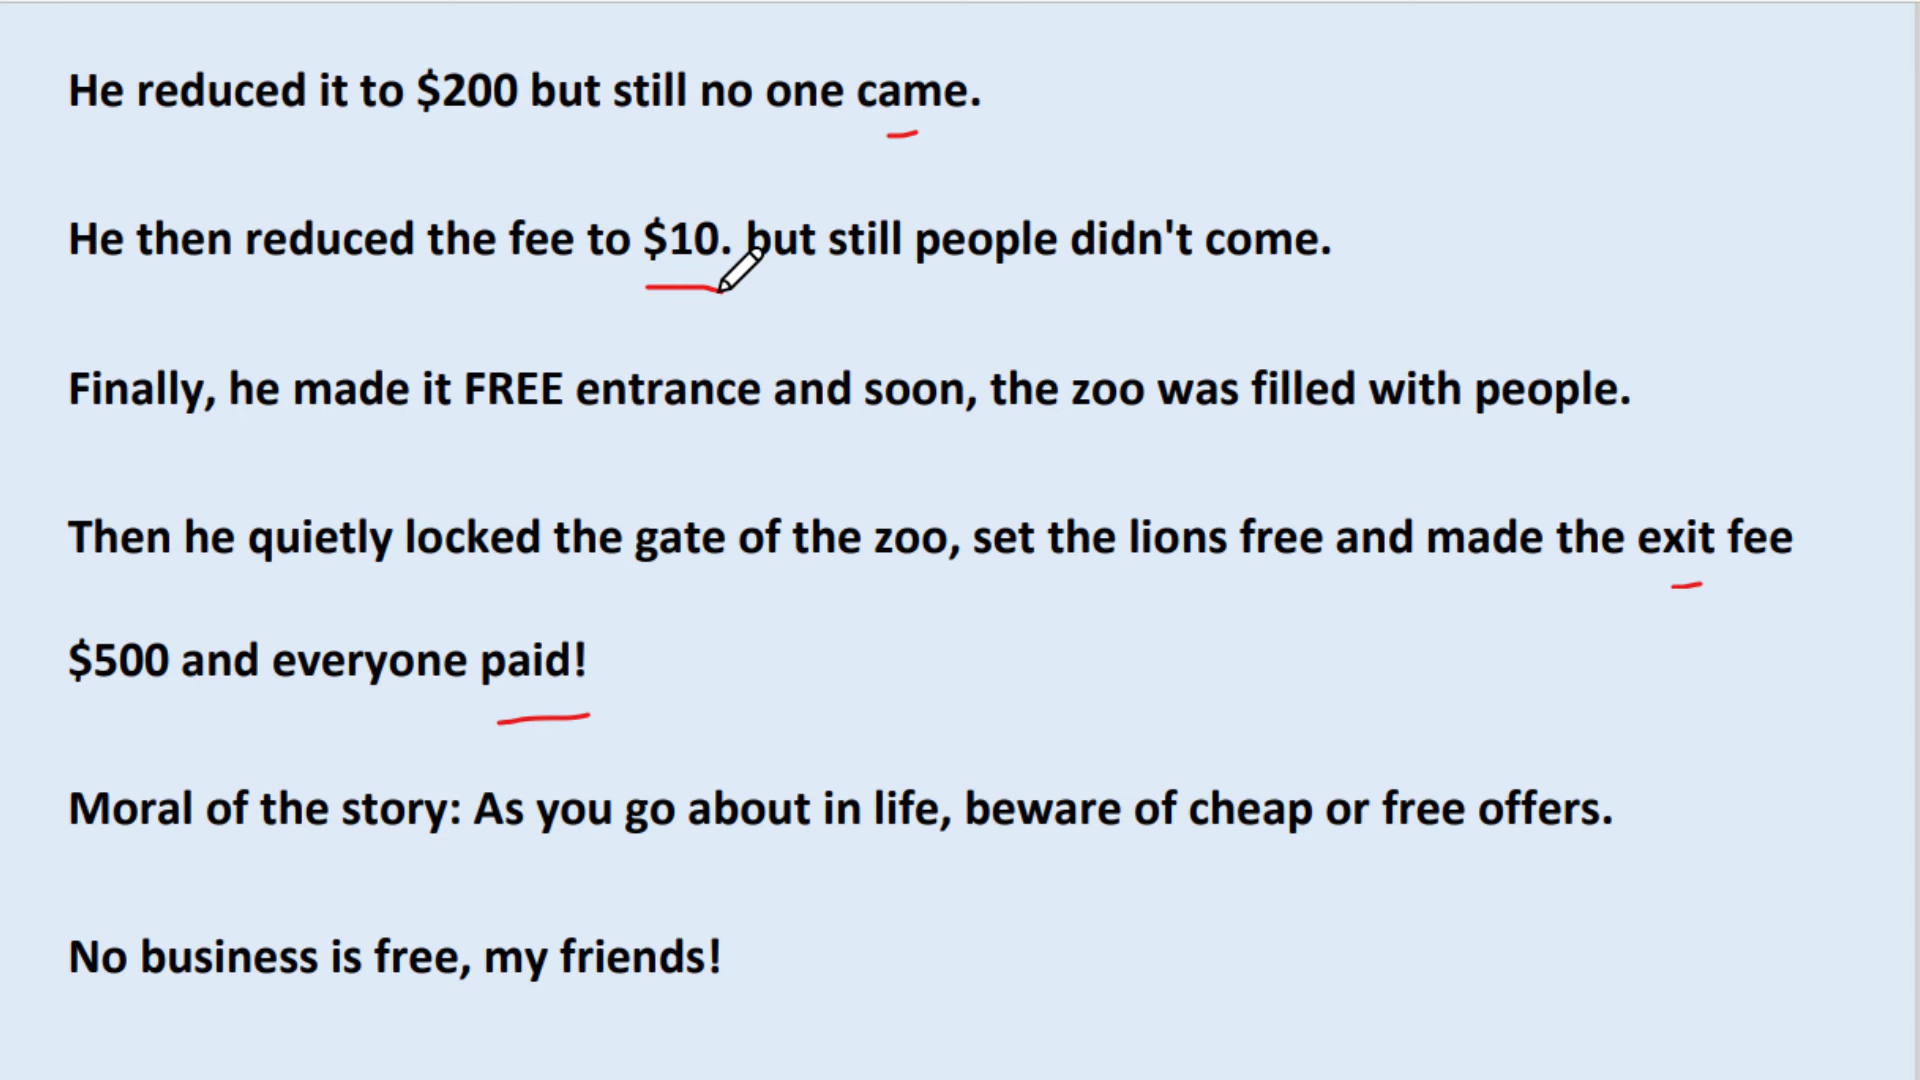 He reduced it to $200 but still no one came.
He then reduced the fee to $10. but still people didn't come.
Finally, he made it FREE entrance and soon, the zoo was filled with people.
Then he quietly locked the gate of the zoo, set the lions free and made the exit fee
$500 and everyone paid!
Moral of the story: As you go about in life, beware of cheap or free offers.
No business is free, my friends!